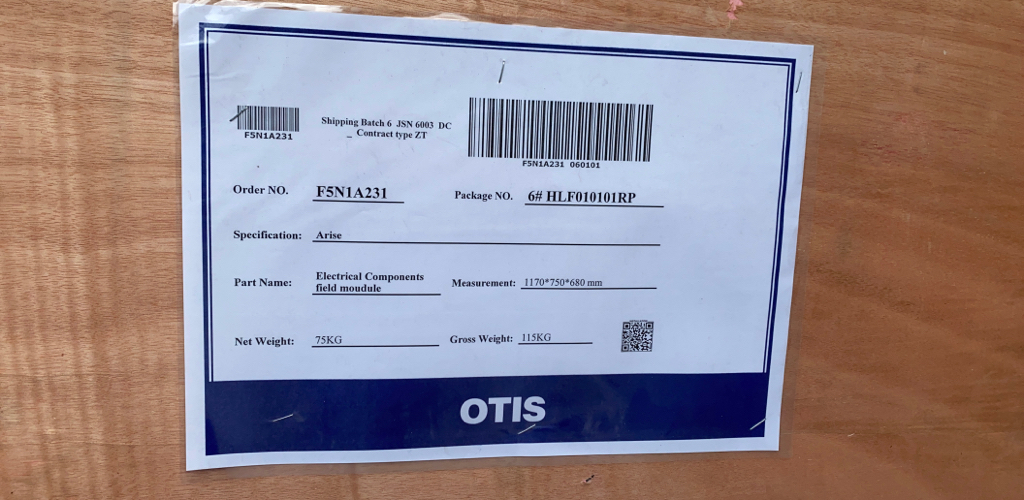 Shipping Batch 6 JSN 6003 DC
_ Contract type ZT
F5N1A231
F5N1A231 060101
Order NO. F5N1A231 Package NO. 6# HLF010101RP
Specification: Arise
Part Name: Electrical Components
field moudule
Measurement: 1170*750*680 mm
Net Weight: 75KG Gross Weight: 115KG
OTIS